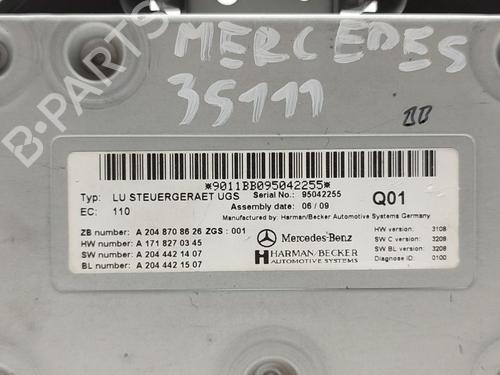 MERCEDES
35111
BB
B-PARTS
*9011BB095042255*
Typ: LU STEUERGERAET UGS Serial No.: 95042255 Q01
EC: 110 Assembly date: 06 / 09
Manufactured by: Harman/Becker Automotive Systems Germany
ZB number: A 204 870 86 26 ZGS : 001
HW number: A 171 827 03 45
SW number: A 204 442 14 07
BL number: A 204 442 15 07
Mercedes-Benz
HARMAN/BECKER
AUTOMOTIVE SYSTEMS
HW version: 3108
SW C version: 3208
SW BL version: 3208
Diagnose ID: 0100